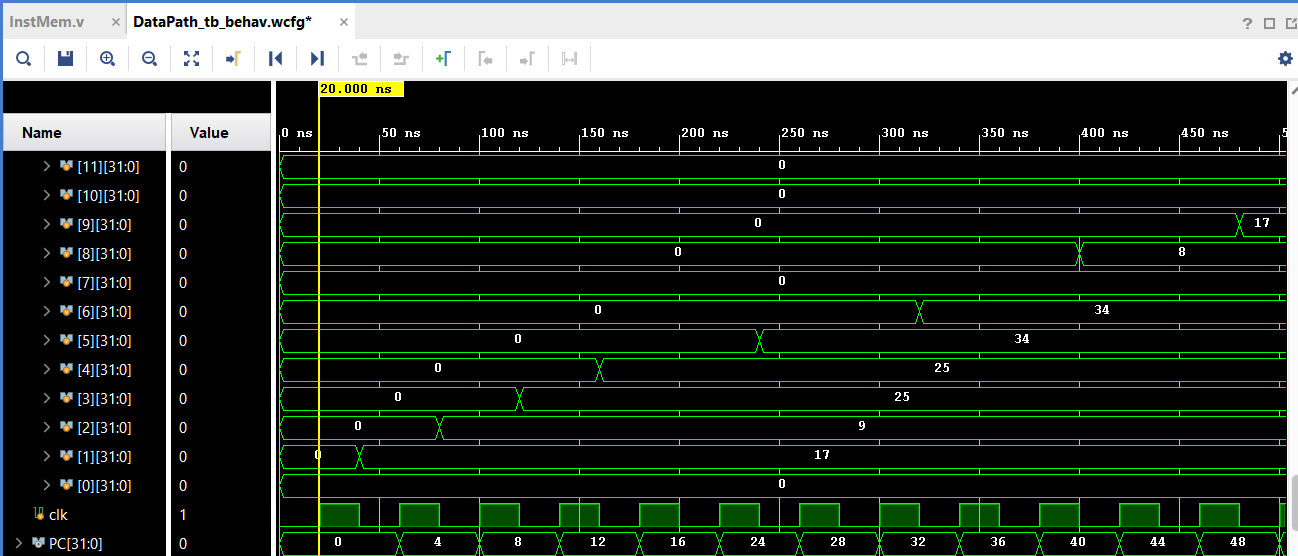 InstMem.v × DataPath_tb_behav.wcfg* × ?
20.000 ns
Name Value 0 ns 50 ns 100 ns 150 ns 200 ns 250 ns 300 ns 350 ns 400 ns 450 ns
[11][31:0] 0 0
[10][31:0] 0 0
[9][31:0] 0 0 17
[8][31:0] 0 0 8
[7][31:0] 0 0
[6][31:0] 0 0 34
[5][31:0] 0 0 34
[4][31:0] 0 0 25
[3][31:0] 0 0 25
[2][31:0] 0 0 9
[1][31:0] 0 0 17
[0][31:0] 0 0
clk 1
PC[31:0] 0 0 4 8 12 16 24 28 32 36 40 44 48